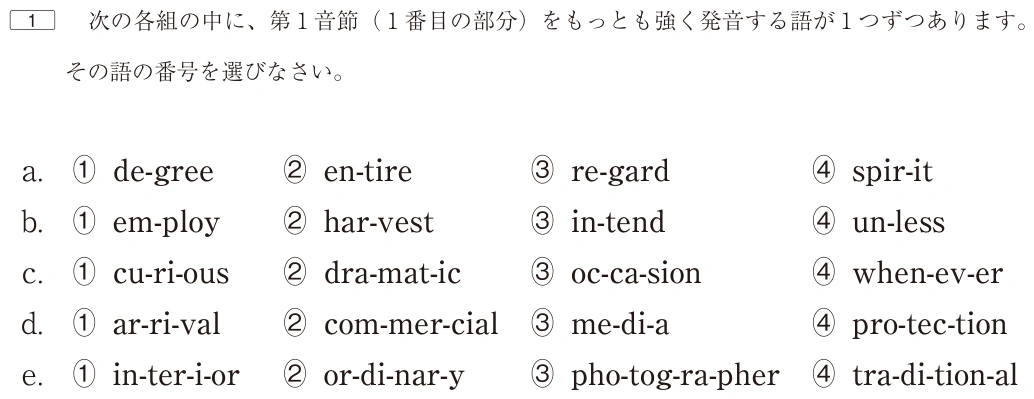 1 次の各組の中に、第1音節（1番目の部分）をもっとも強く発音する語が1つずつあります。
その語の番号を選びなさい。
a. ① de-gree ② en-tire ③ re-gard ④ spir-it
b. ① em-ploy ② har-vest ③ in-tend ④ un-less
c. ① cu-ri-ous ② dra-mat-ic ③ oc-ca-sion ④ when-ev-er
d. ① ar-ri-val ② com-mer-cial ③ me-di-a ④ pro-tec-tion
e. ① in-ter-i-or ② or-di-nar-y ③ pho-tog-ra-pher ④ tra-di-tion-al